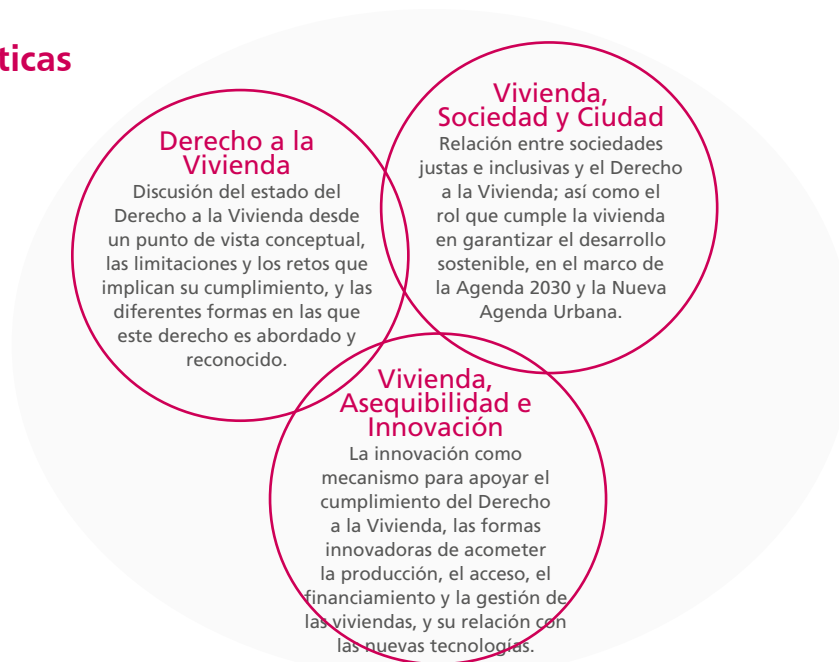 ticas
Derecho a la
Vivienda
Discusión del estado del
Derecho a la Vivienda desde
un punto de vista conceptual,
las limitaciones y los retos que
implican su cumplimiento, y las
diferentes formas en las que
este derecho es abordado y
reconocido.
Vivienda,
Sociedad y Ciudad
Relación entre sociedades
justas e inclusivas y el Derecho
a la Vivienda; así como el
rol que cumple la vivienda
en garantizar el desarrollo
sostenible, en el marco de
la Agenda 2030 y la Nueva
Agenda Urbana.
Vivienda,
Asequibilidad e
Innovación
La innovación como
mecanismo para apoyar el
cumplimiento del Derecho
a la Vivienda, las formas
innovadoras de acometer
la producción, el acceso, el
financiamiento y la gestión de
las viviendas, y su relación con
las nuevas tecnologías.